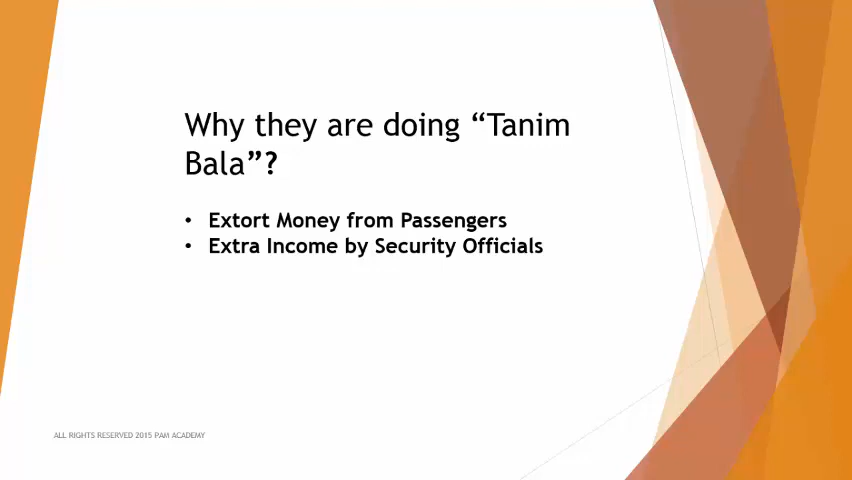 Why they are doing “Tanim
Bala”?
• Extort Money from Passengers
• Extra Income by Security Officials
ALL RIGHTS RESERVED 2015 PAM ACADEMY